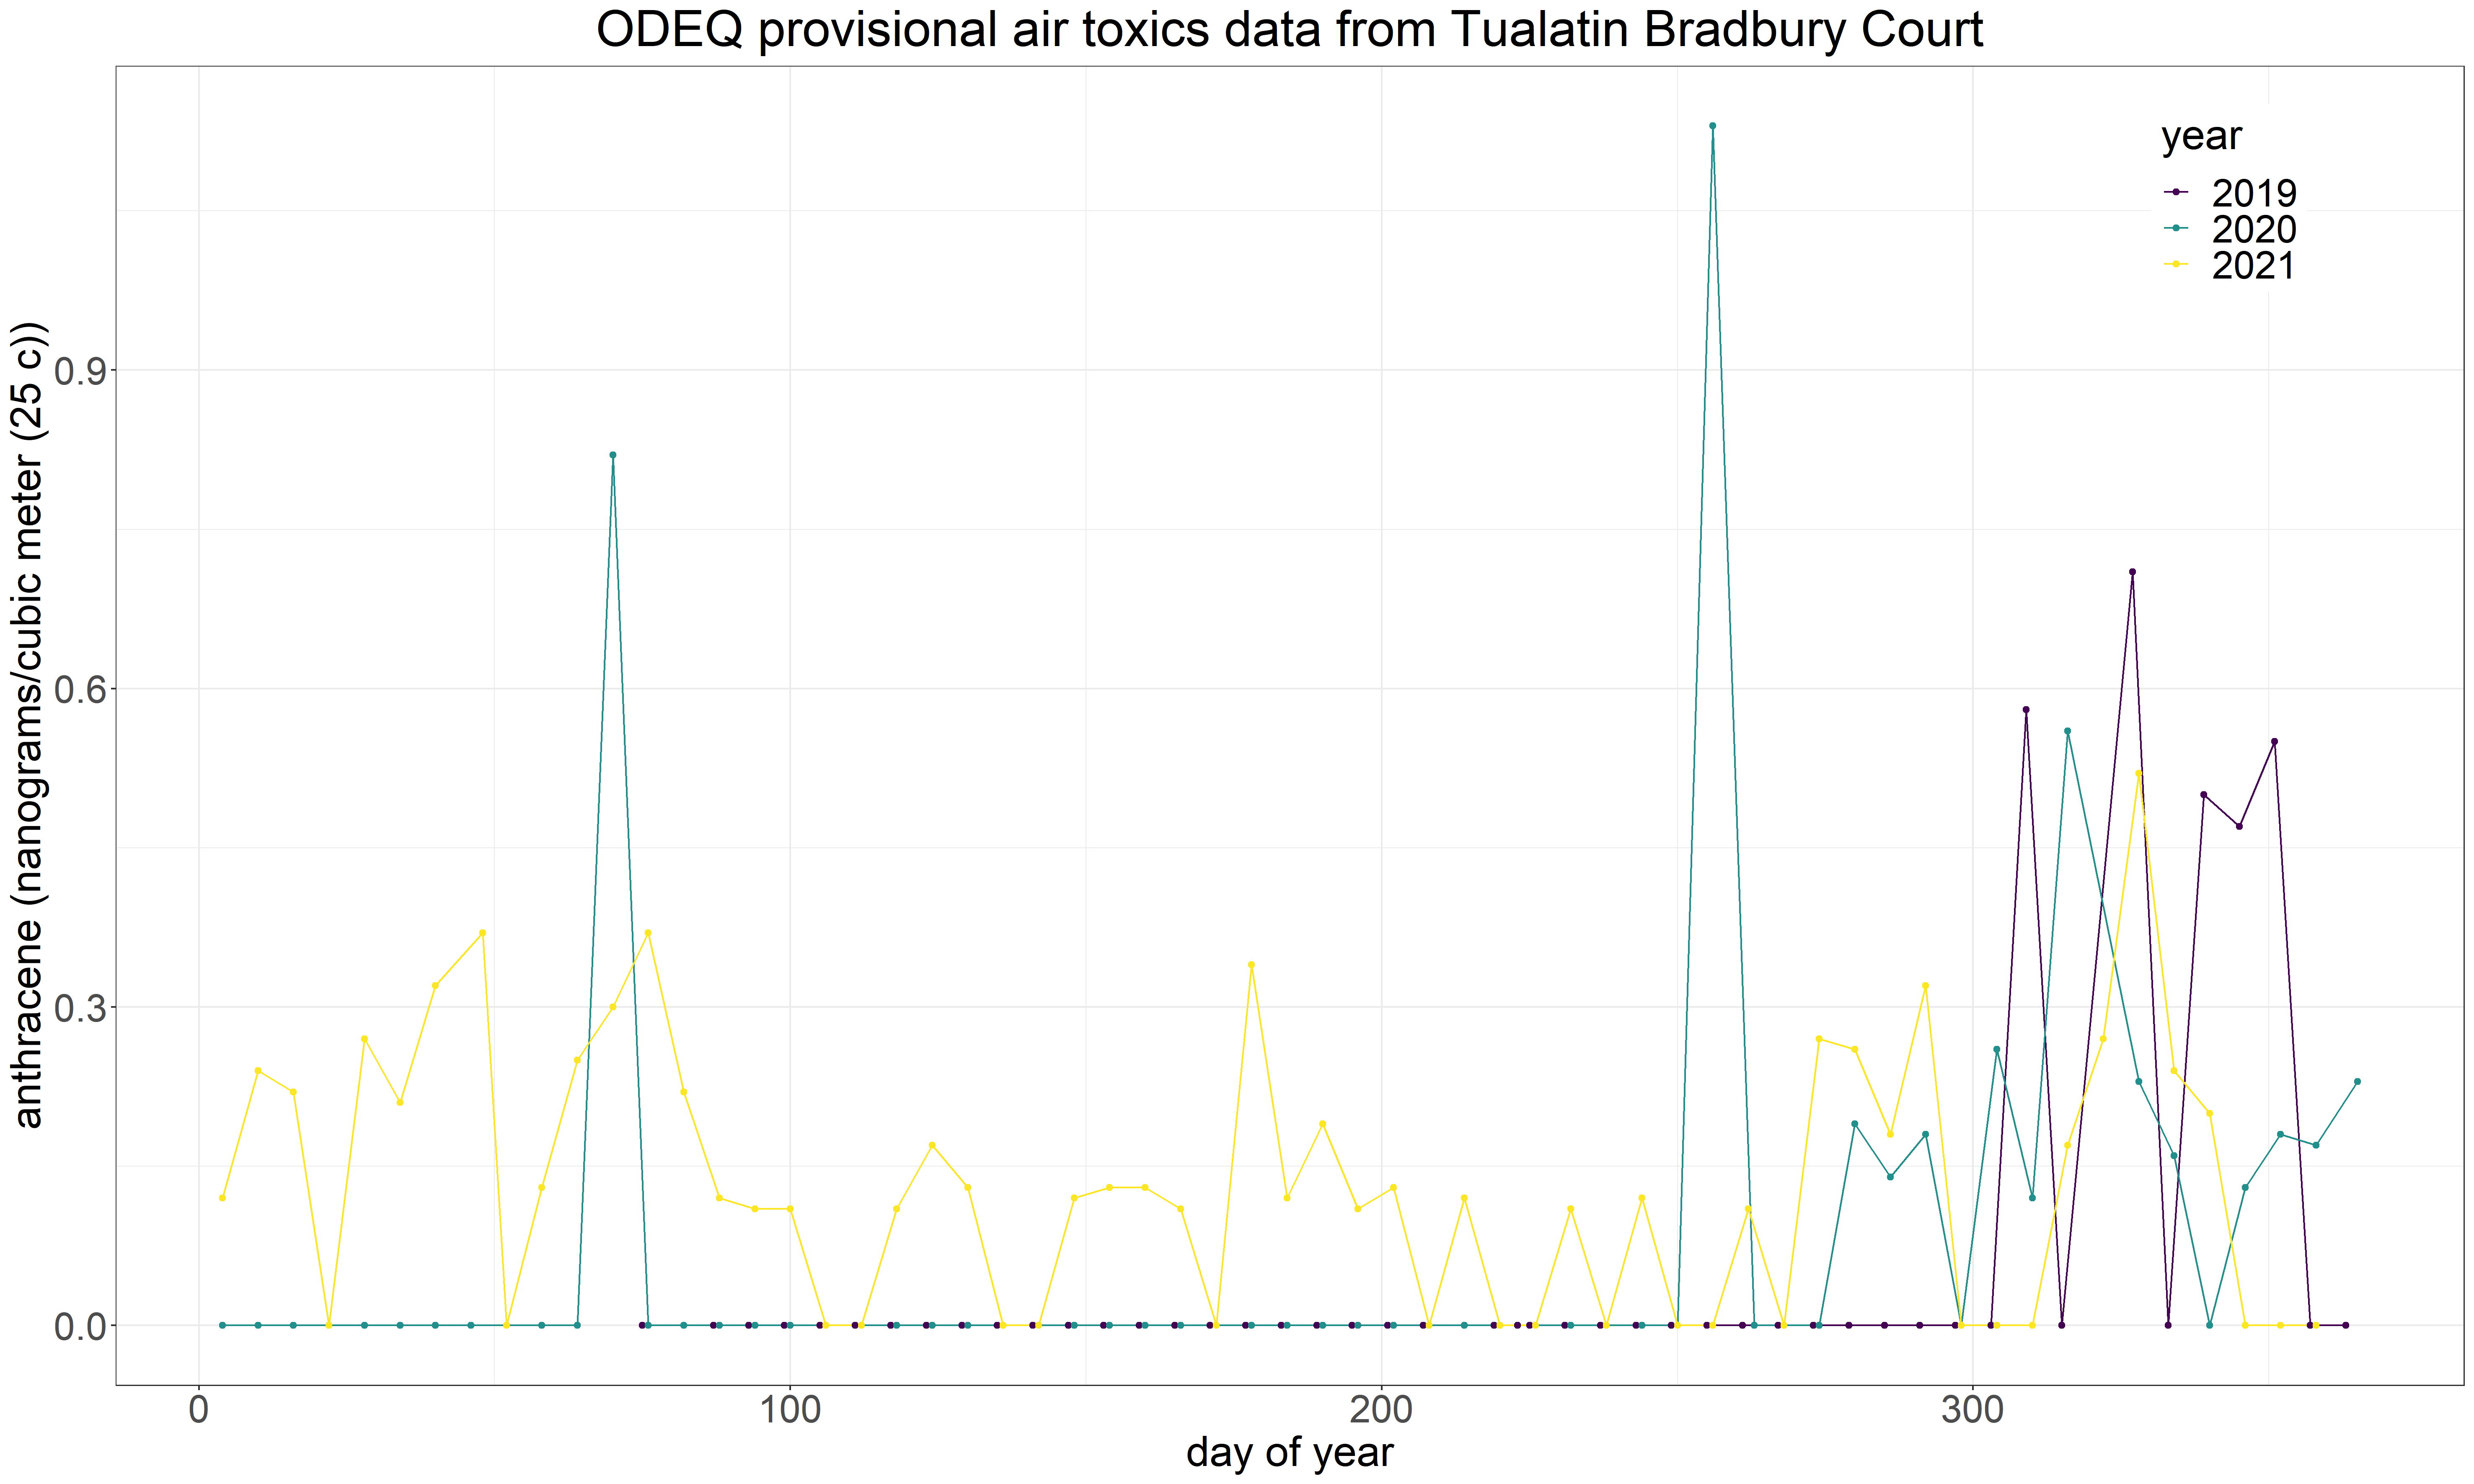 ODEQ provisional air toxics data from Tualatin Bradbury Court
year
2019
2020
2021
anthracene (nanograms/cubic meter (25 c))
0.9
0.6
0.3
0.0
0
100
200
300
day of year